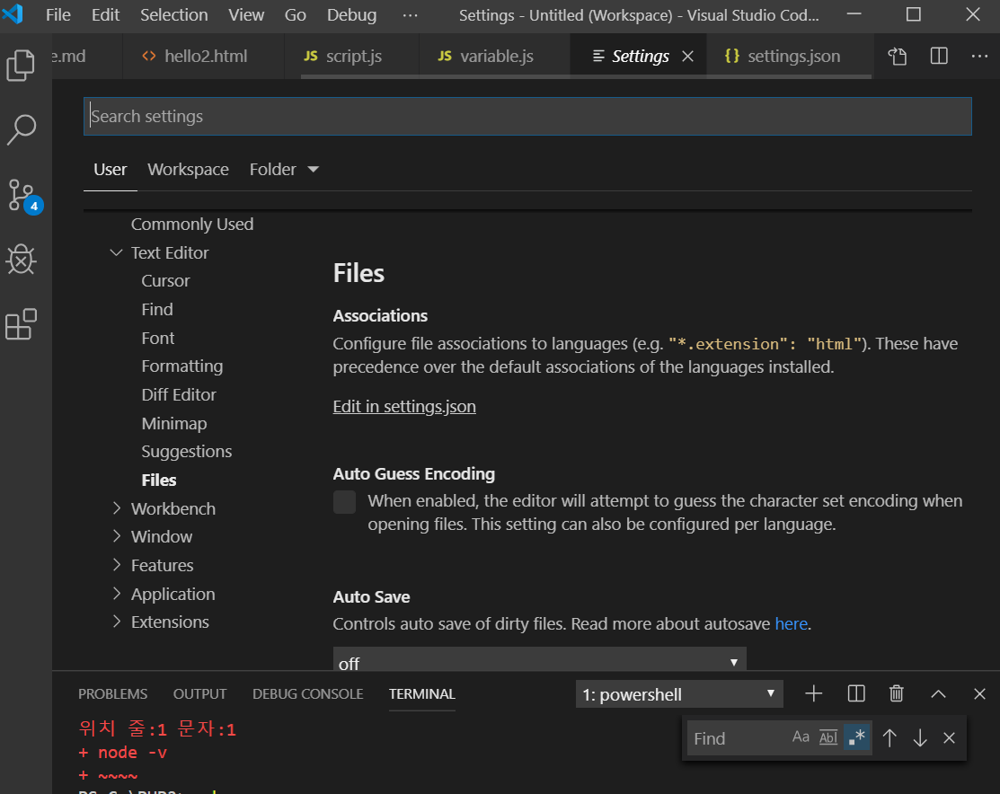 File Edit Selection View Go Debug ··· Settings - Untitled (Workspace) - Visual Studio Cod...
e.md hello2.html JS script.js JS variable.js Settings {} settings.json ···
Search settings
User Workspace Folder
4
Commonly Used
Text Editor
Cursor
Find
Font
Formatting
Diff Editor
Minimap
Suggestions
Files
Workbench
Window
Features
Application
Extensions
Files
Associations
Configure file associations to languages (e.g. "*.extension": "html"). These have
precedence over the default associations of the languages installed.
Edit in settings.json
Auto Guess Encoding
When enabled, the editor will attempt to guess the character set encoding when
opening files. This setting can also be configured per language.
Auto Save
Controls auto save of dirty files. Read more about autosave here.
off
PROBLEMS OUTPUT DEBUG CONSOLE TERMINAL 1: powershell
Find Aa Abl .*
위치 줄:1 문자:1
+ node -v
+ ~~~~